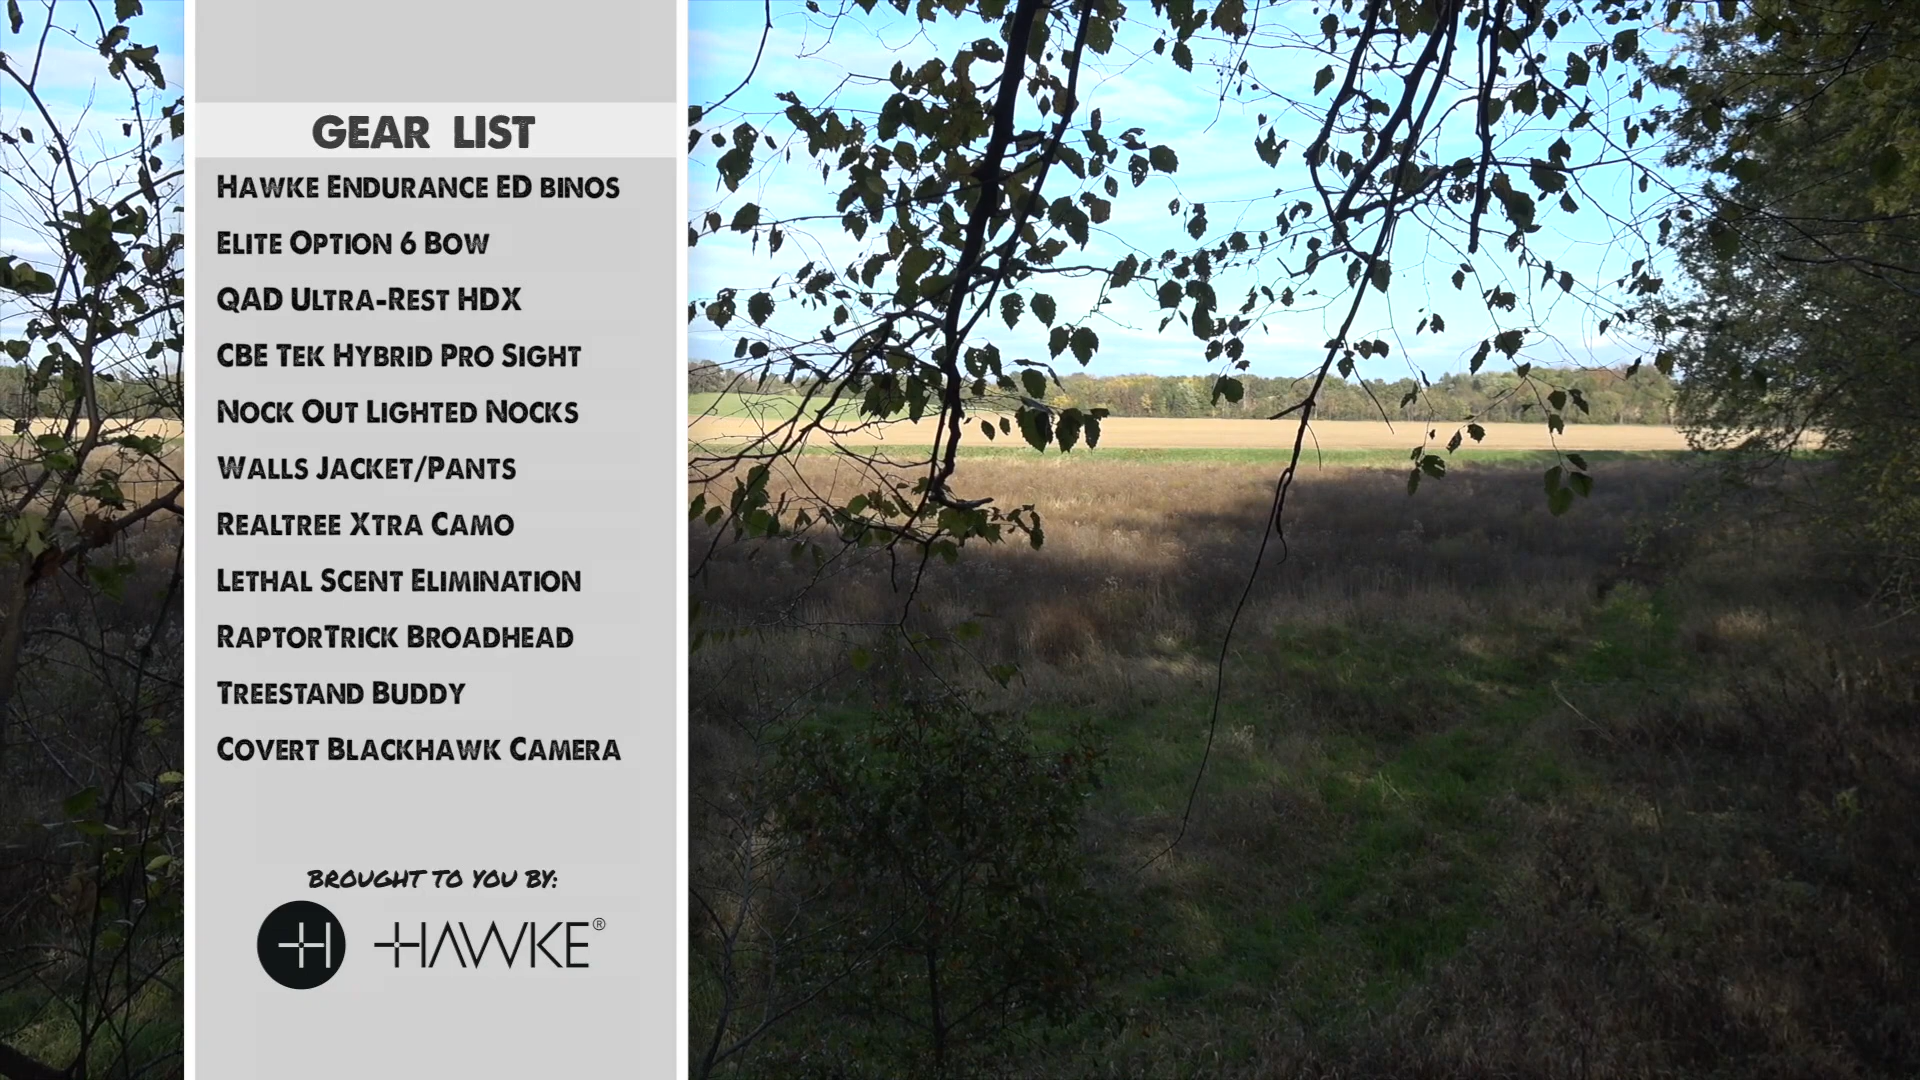 GEAR LIST
HAWKE ENDURANCE ED BINOS
ELITE OPTION 6 BOW
QAD ULTRA-REST HDX
CBE TEK HYBRID PRO SIGHT
NOCK OUT LIGHTED NOCKS
WALLS JACKET/PANTS
REALTREE XTRA CAMO
LETHAL SCENT ELIMINATION
RAPTORTRICK BROADHEAD
TREESTAND BUDDY
COVERT BLACKHAWK CAMERA
BROUGHT TO YOU BY:
H HAWKE®